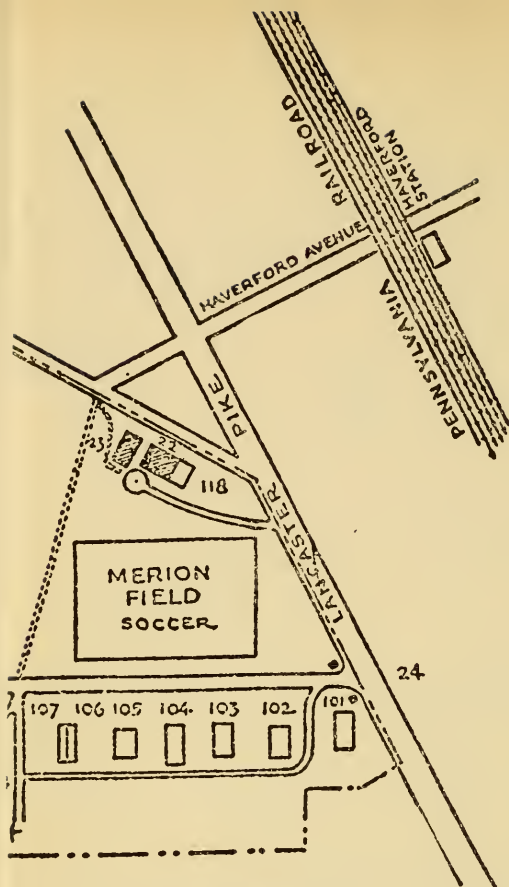 RAILROAD
HAVERFORD
STATION
HAVERFORD AVENUE
PENNSYLVANIA
PIKE
LANCASTER
23
22
118
MERION
FIELD
SOCCER
24
107 106 105 104 103 102 101